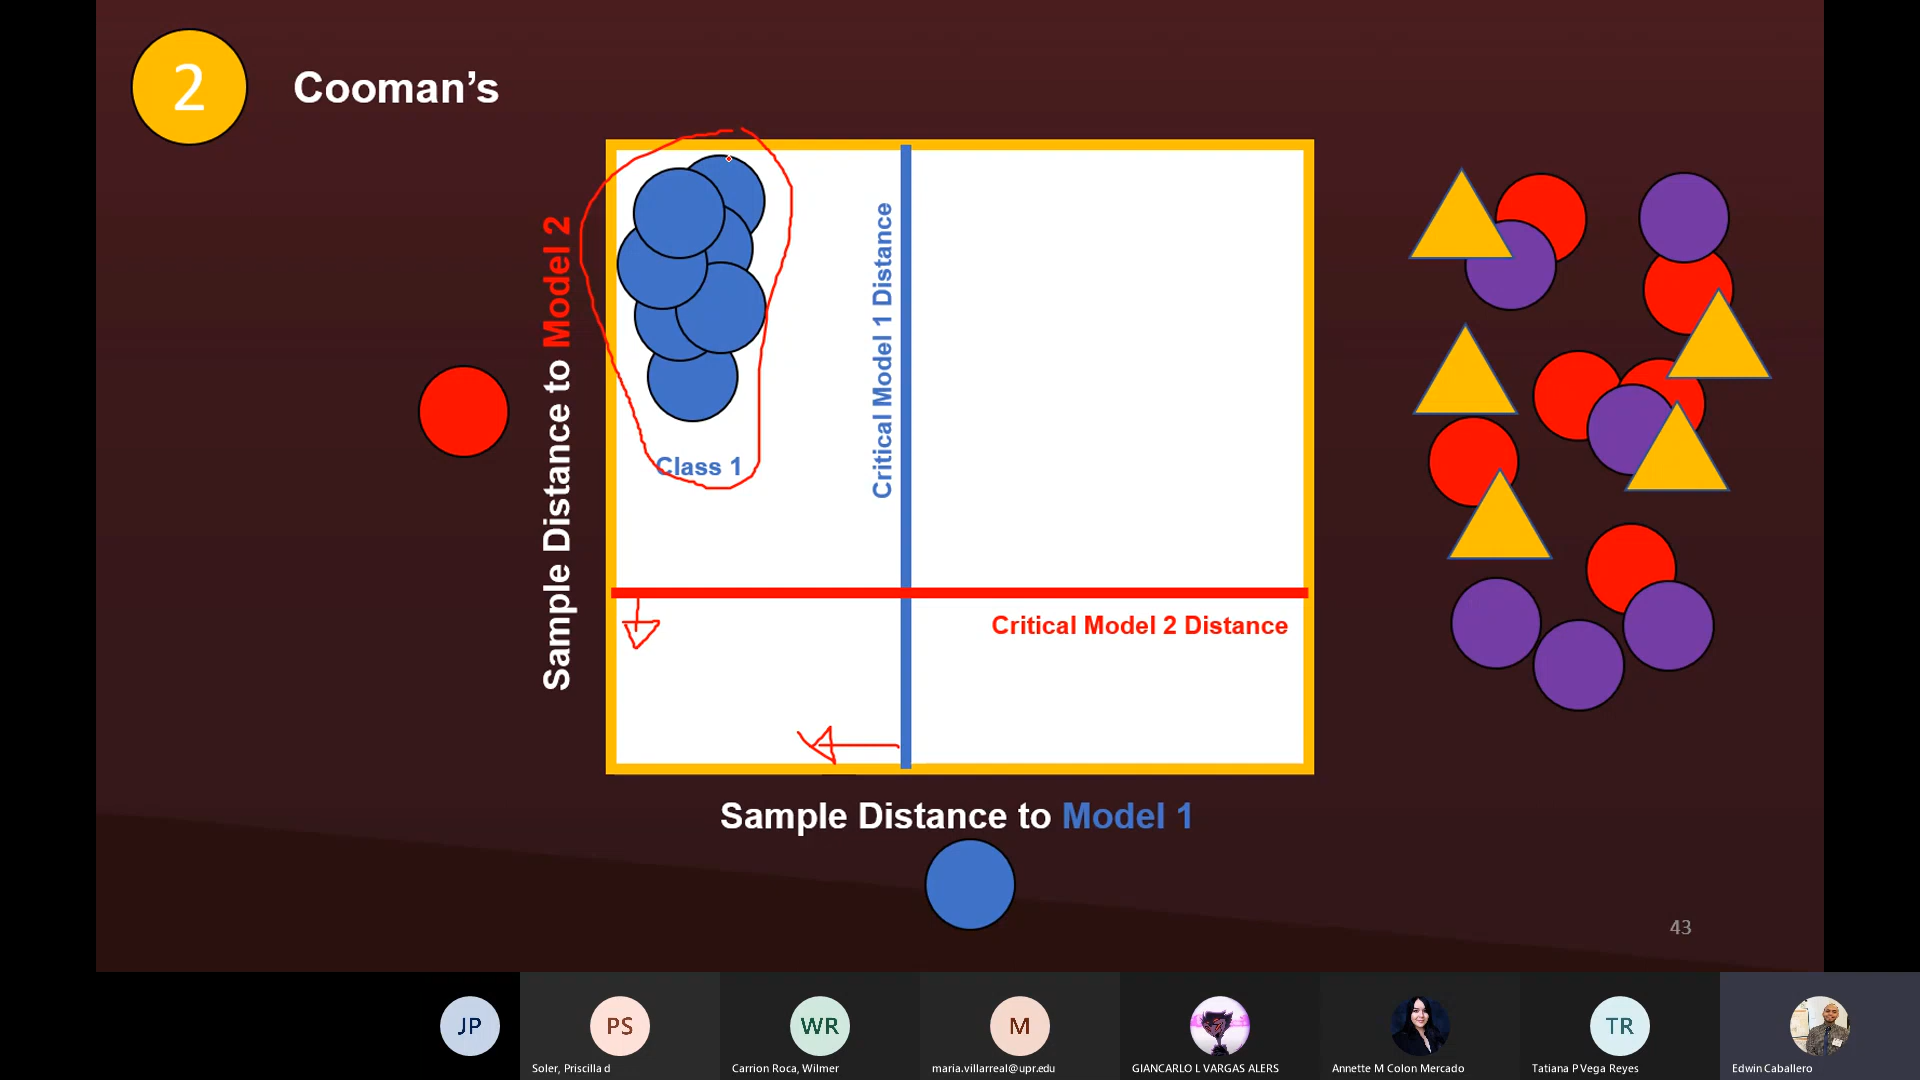 2
Cooman’s
Sample Distance to Model 2
Critical Model 1 Distance
Class 1
Critical Model 2 Distance
Sample Distance to Model 1
43
JP
PS
WR
M
TR
Soler, Priscilla d
Carrion Roca, Wilmer
maria.villarreal@upr.edu
GIANCARLO L VARGAS ALERS
Annette M Colon Mercado
Tatiana P Vega Reyes
Edwin Caballero